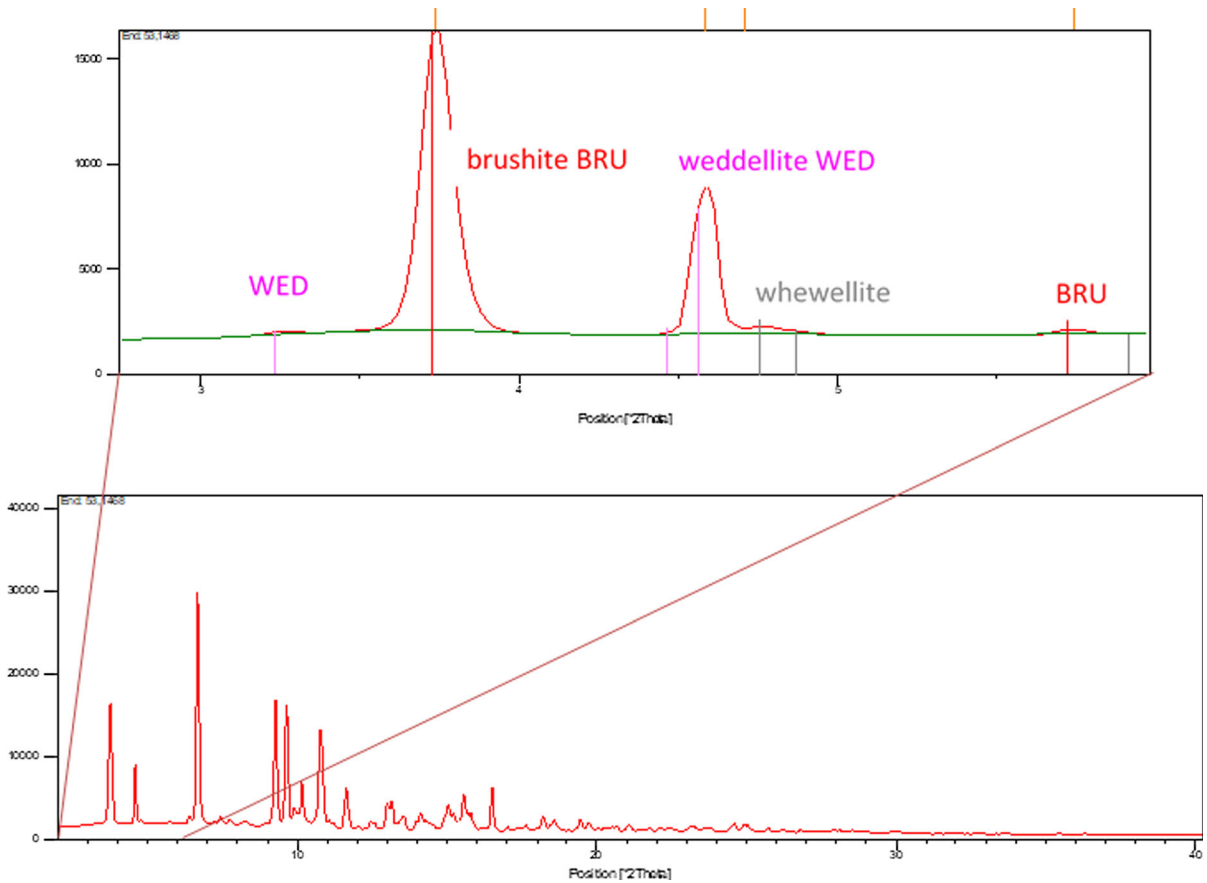 End: 53,1468
15000
10000
5000
0
brushite BRU
weddellite WED
WED
whewellite
BRU
3
4
5
Position [°2Theta]
End: 53,1468
40000
30000
20000
10000
0
10
20
30
40
Position [°2Theta]